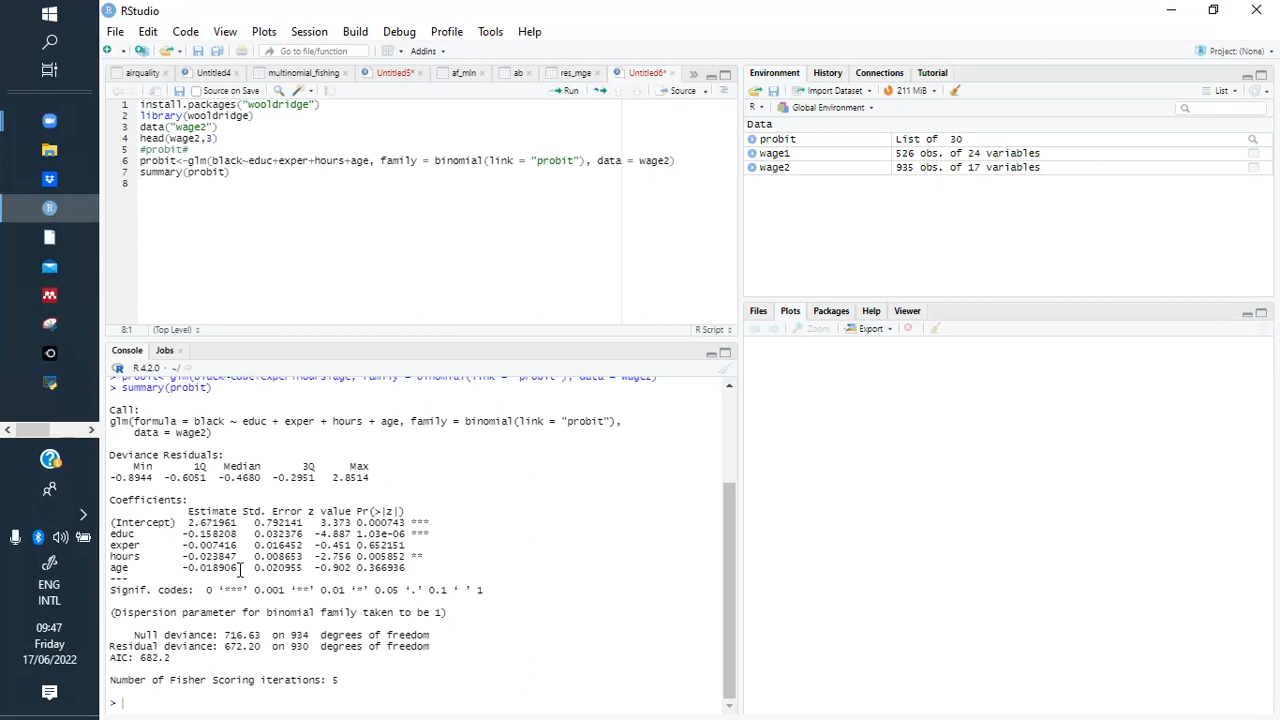 RStudio
File Edit Code View Plots Session Build Debug Profile Tools Help
Go to file/function Addins Project: (None)
airquality Untitled4 multinomial_fishing Untitled5* af_mln ab res_mge Untitled6*
Source on Save Run Source
1 install.packages("wooldridge")
2 library(wooldridge)
3 data("wage2")
4 head(wage2,3)
5 #probit#
6 probit<-glm(black~educ+exper+hours+age, family = binomial(link = "probit"), data = wage2)
7 summary(probit)
8
8:1 (Top Level) R Script
Console Jobs
R 4.2.0 · ~/
> probit<-glm(black~educ+exper+hours+age, family = binomial(link = "probit"), data = wage2)
> summary(probit)
Call:
glm(formula = black ~ educ + exper + hours + age, family = binomial(link = "probit"),
data = wage2)
Deviance Residuals:
Min 1Q Median 3Q Max
-0.8944 -0.6051 -0.4680 -0.2951 2.8514
Coefficients:
Estimate Std. Error z value Pr(>|z|)
(Intercept) 2.671961 0.792141 3.373 0.000743 ***
educ -0.158208 0.032376 -4.887 1.03e-06 ***
exper -0.007416 0.016452 -0.451 0.652151
hours -0.023847 0.008653 -2.756 0.005852 **
age -0.018906 0.020955 -0.902 0.366936
---
Signif. codes: 0 ‘***’ 0.001 ‘**’ 0.01 ‘*’ 0.05 ‘.’ 0.1 ‘ ’ 1
(Dispersion parameter for binomial family taken to be 1)
Null deviance: 716.63 on 934 degrees of freedom
Residual deviance: 672.20 on 930 degrees of freedom
AIC: 682.2
Number of Fisher Scoring iterations: 5
>
Environment History Connections Tutorial
Import Dataset 211 MiB List
R Global Environment
Data
probit List of 30
wage1 526 obs. of 24 variables
wage2 935 obs. of 17 variables
Files Plots Packages Help Viewer
Zoom Export
ENG
INTL
09:47
Friday
17/06/2022